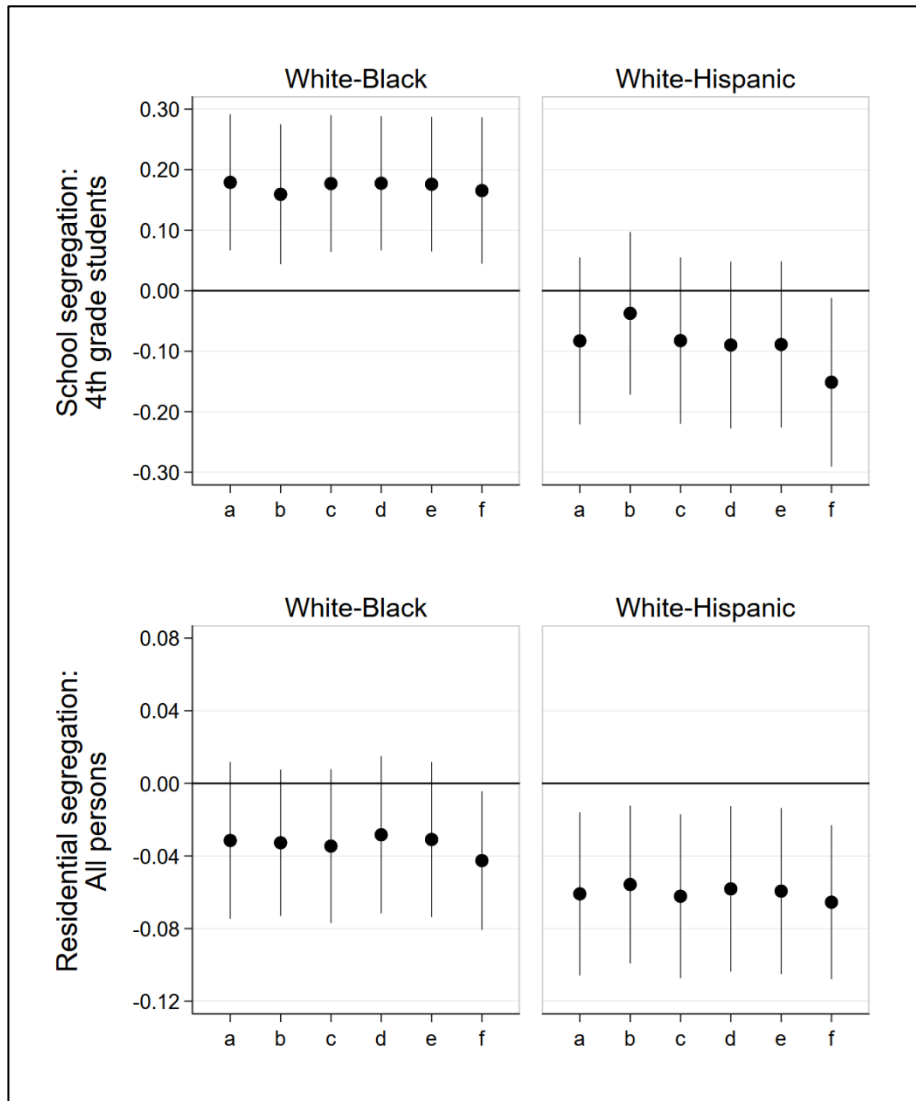 White-Black
White-Hispanic
School segregation:
4th grade students
0.30
0.20
0.10
0.00
-0.10
-0.20
-0.30
a b c d e f
a b c d e f
White-Black
White-Hispanic
Residential segregation:
All persons
0.08
0.04
0.00
-0.04
-0.08
-0.12
a b c d e f
a b c d e f